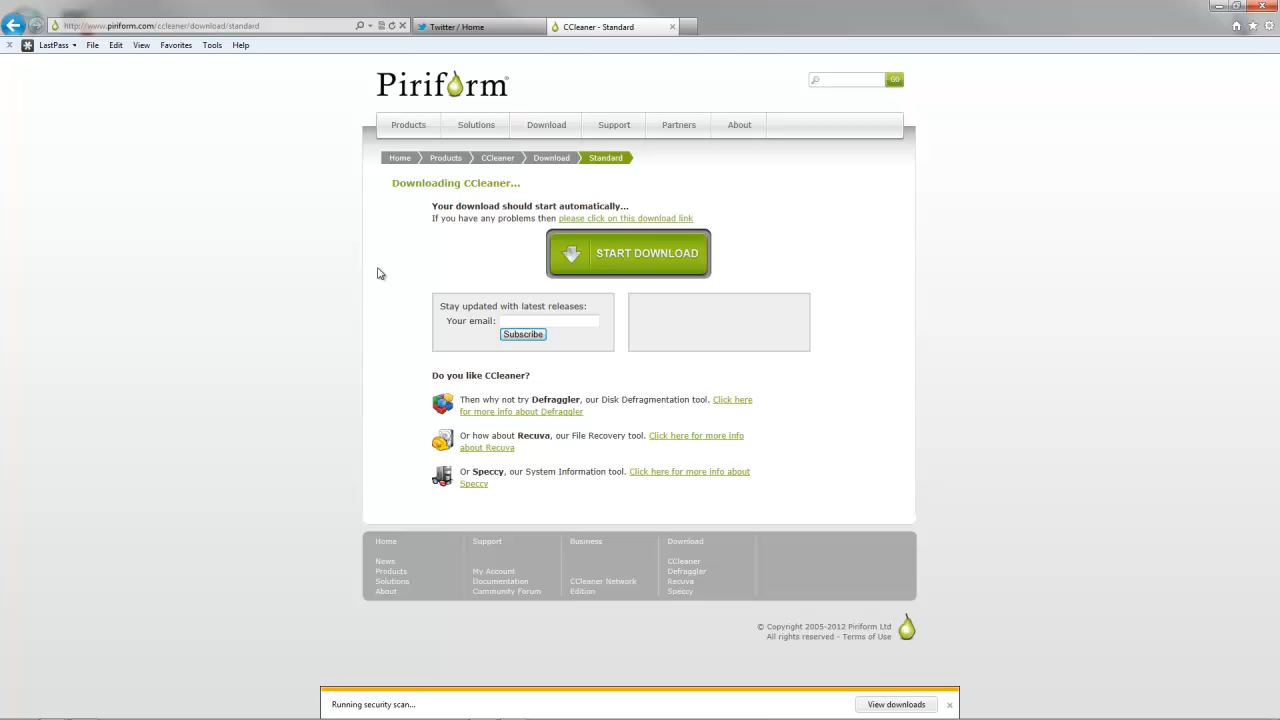 http://www.piriform.com/ccleaner/download/standard
Twitter / Home
CCleaner - Standard
LastPass
File
Edit
View
Favorites
Tools
Help
Piriform
GO
Products
Solutions
Download
Support
Partners
About
Home
Products
CCleaner
Download
Standard
Downloading CCleaner...
Your download should start automatically...
If you have any problems then please click on this download link
START DOWNLOAD
Stay updated with latest releases:
Your email:
Subscribe
Do you like CCleaner?
Then why not try Defraggler, our Disk Defragmentation tool. Click here
for more info about Defraggler
Or how about Recuva, our File Recovery tool. Click here for more info
about Recuva
Or Speccy, our System Information tool. Click here for more info about
Speccy
Home
News
Products
Solutions
About
Support
My Account
Documentation
Community Forum
Business
CCleaner Network
Edition
Download
CCleaner
Defraggler
Recuva
Speccy
© Copyright 2005-2012 Piriform Ltd
All rights reserved - Terms of Use
Running security scan...
View downloads